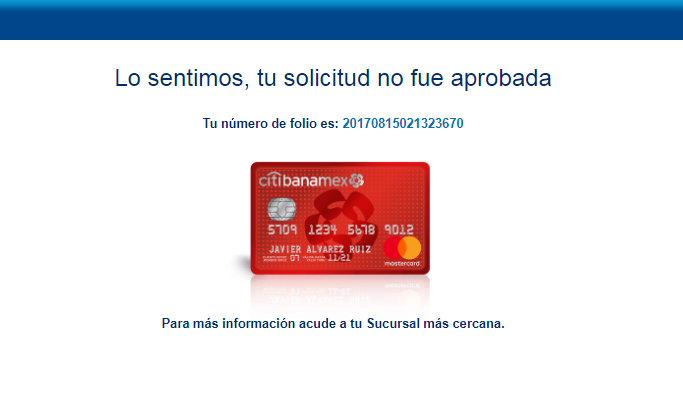 Lo sentimos, tu solicitud no fue aprobada
Tu número de folio es: 20170815021323670
citibanamex
5709 1234 5678 9012
JAVIER ALVAREZ RUIZ
07 11/21
mastercard
Para más información acude a tu Sucursal más cercana.